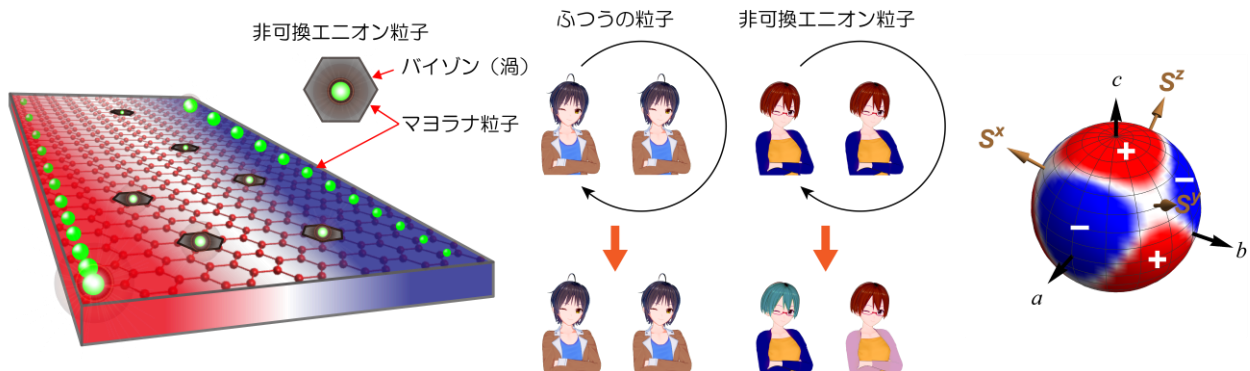 非可換エニオン粒子
バイゾン（渦）
マヨラナ粒子
ふつうの粒子
非可換エニオン粒子
c
S^z
S^x
+
−
S^y
−
+
b
a